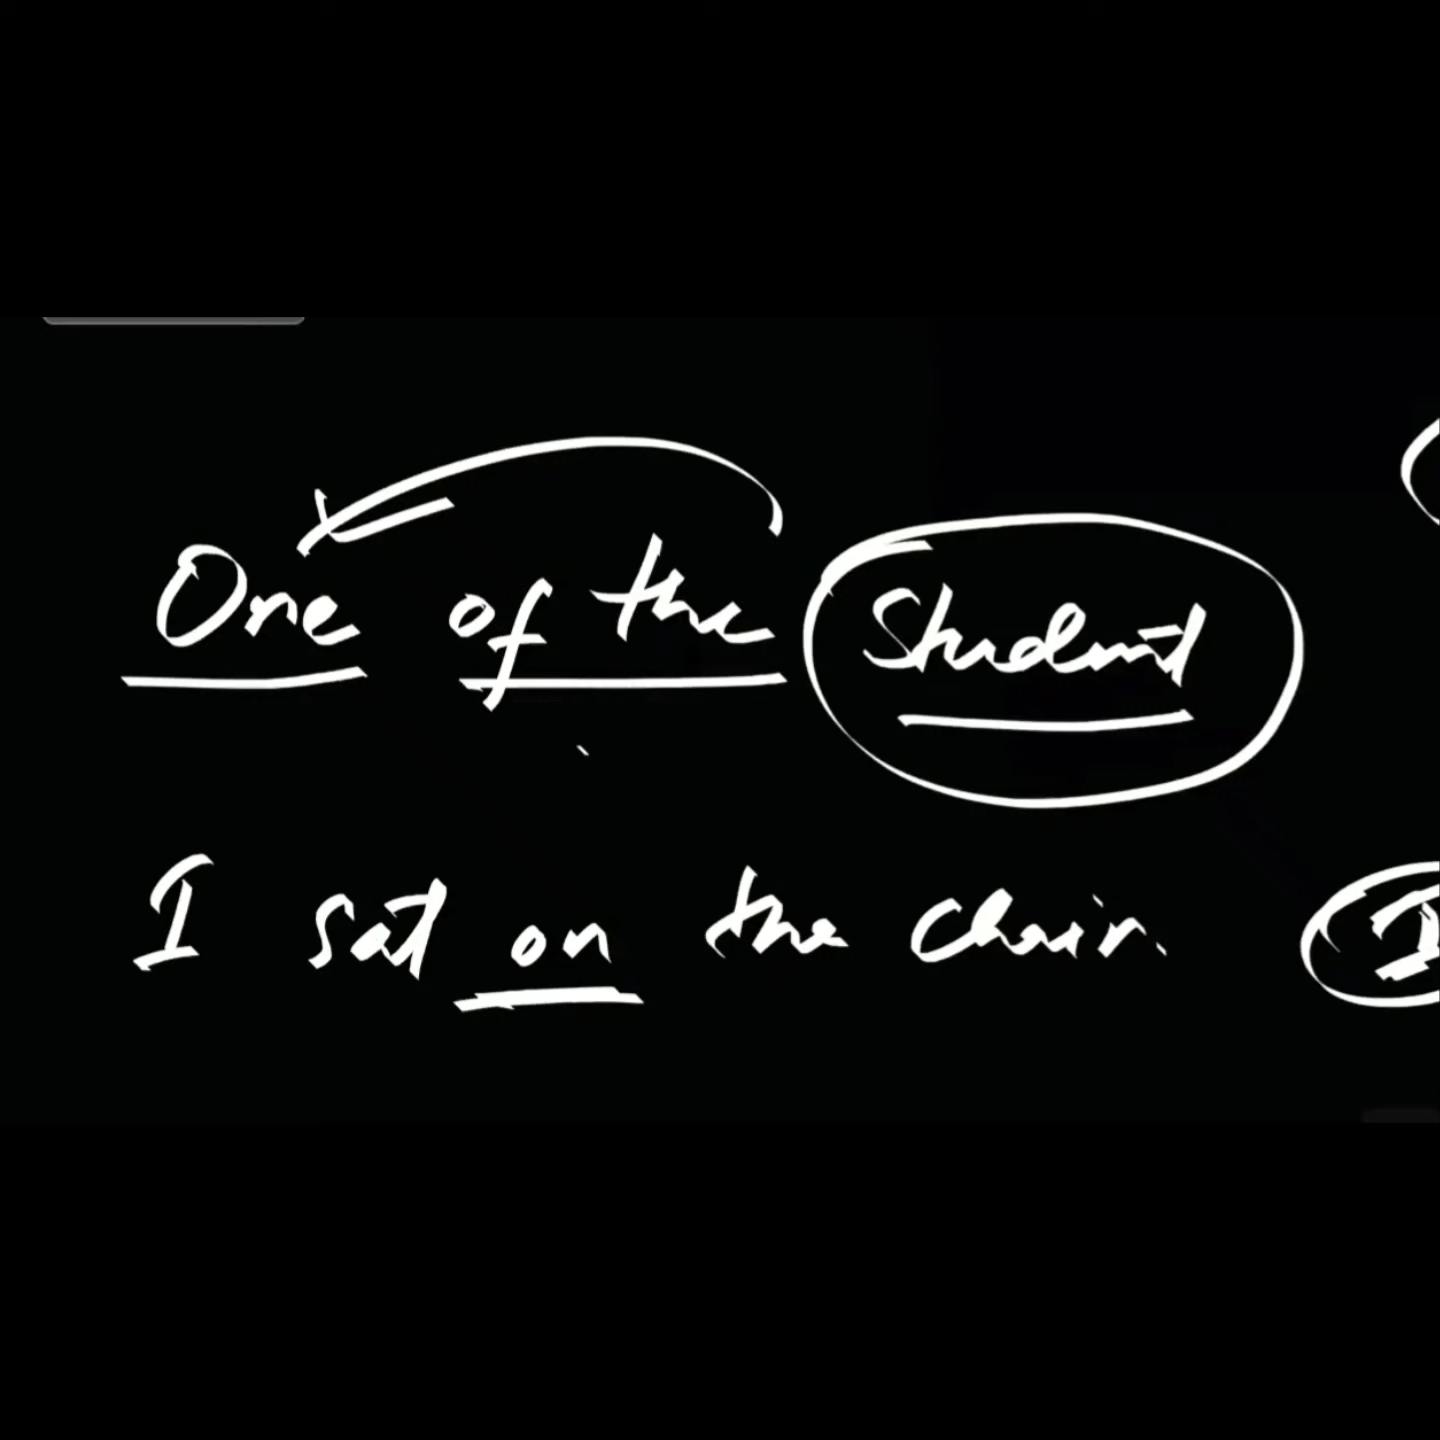 One of the Student
I sat on the chair. I